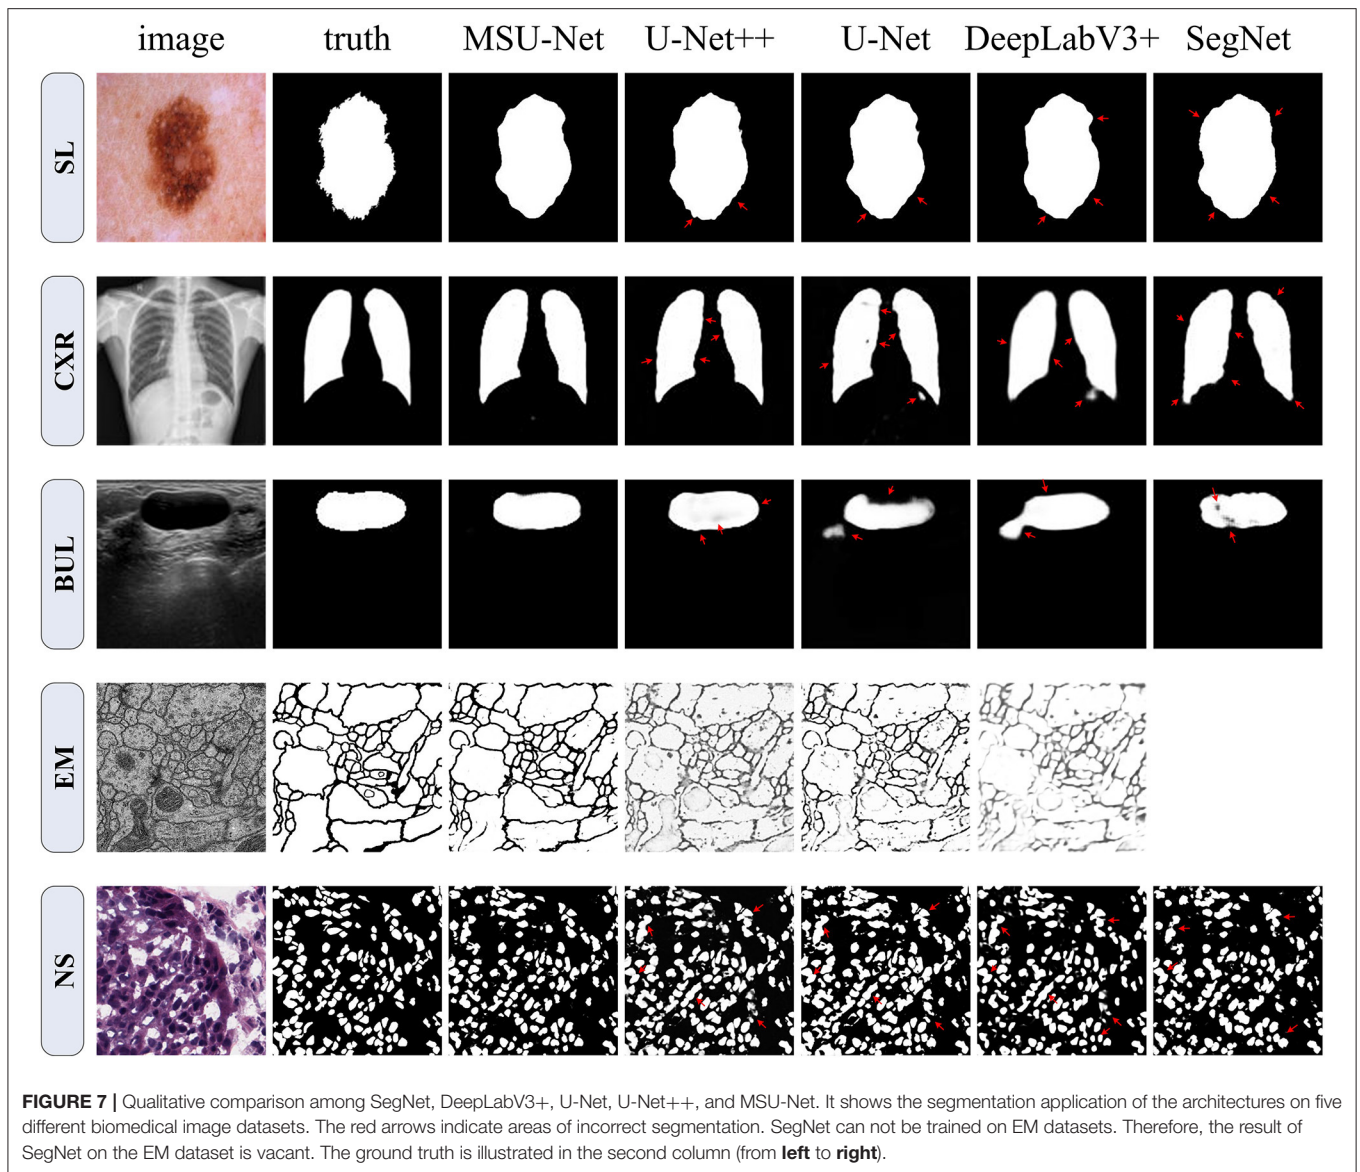 image truth MSU-Net U-Net++ U-Net DeepLabV3+ SegNet
SL
CXR
BUL
EM
NS
FIGURE 7 | Qualitative comparison among SegNet, DeepLabV3+, U-Net, U-Net++, and MSU-Net. It shows the segmentation application of the architectures on five
different biomedical image datasets. The red arrows indicate areas of incorrect segmentation. SegNet can not be trained on EM datasets. Therefore, the result of
SegNet on the EM dataset is vacant. The ground truth is illustrated in the second column (from left to right).